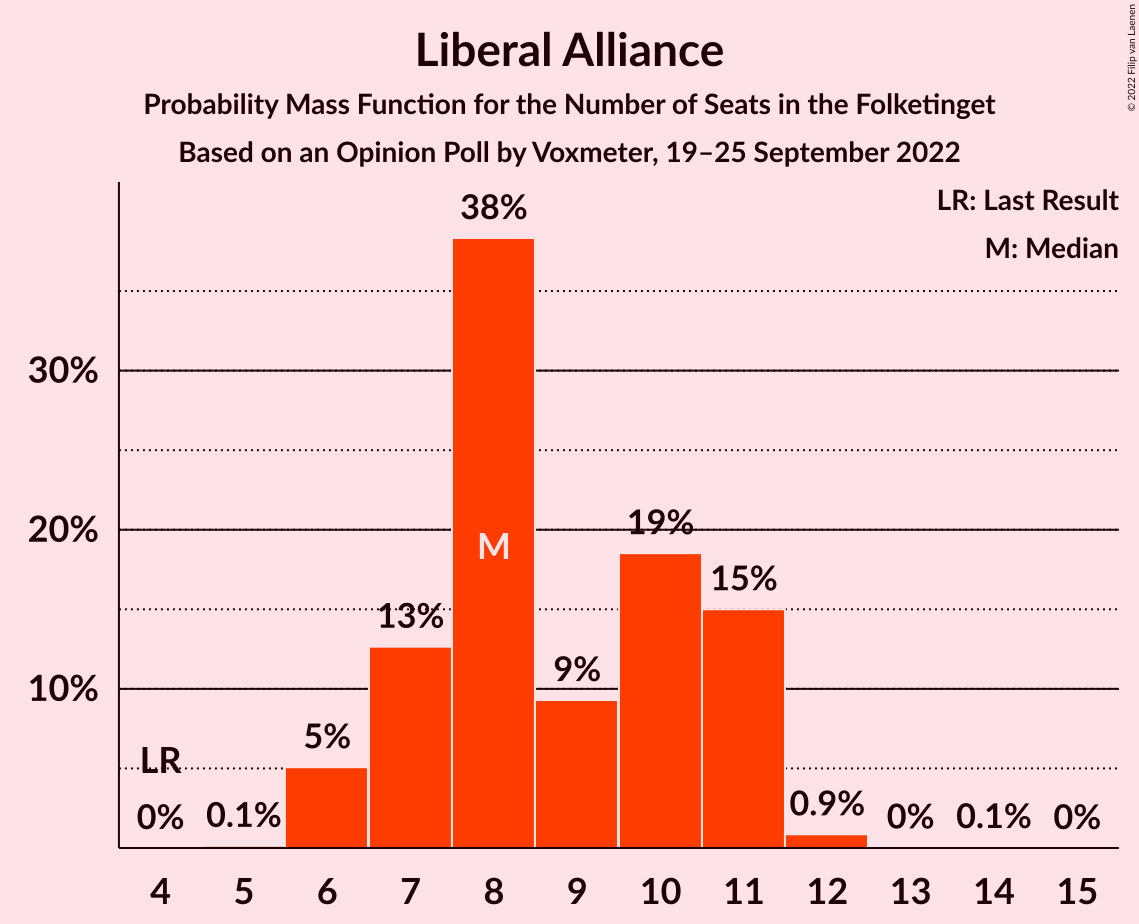 Liberal Alliance
Probability Mass Function for the Number of Seats in the Folketinget
Based on an Opinion Poll by Voxmeter, 19–25 September 2022
© 2022 Filip van Laenen
LR: Last Result
M: Median
38%
30%
20%
10%
M
19%
15%
13%
9%
5%
LR
0%
0.1%
0.9%
0%
0.1%
0%
4 5 6 7 8 9 10 11 12 13 14 15